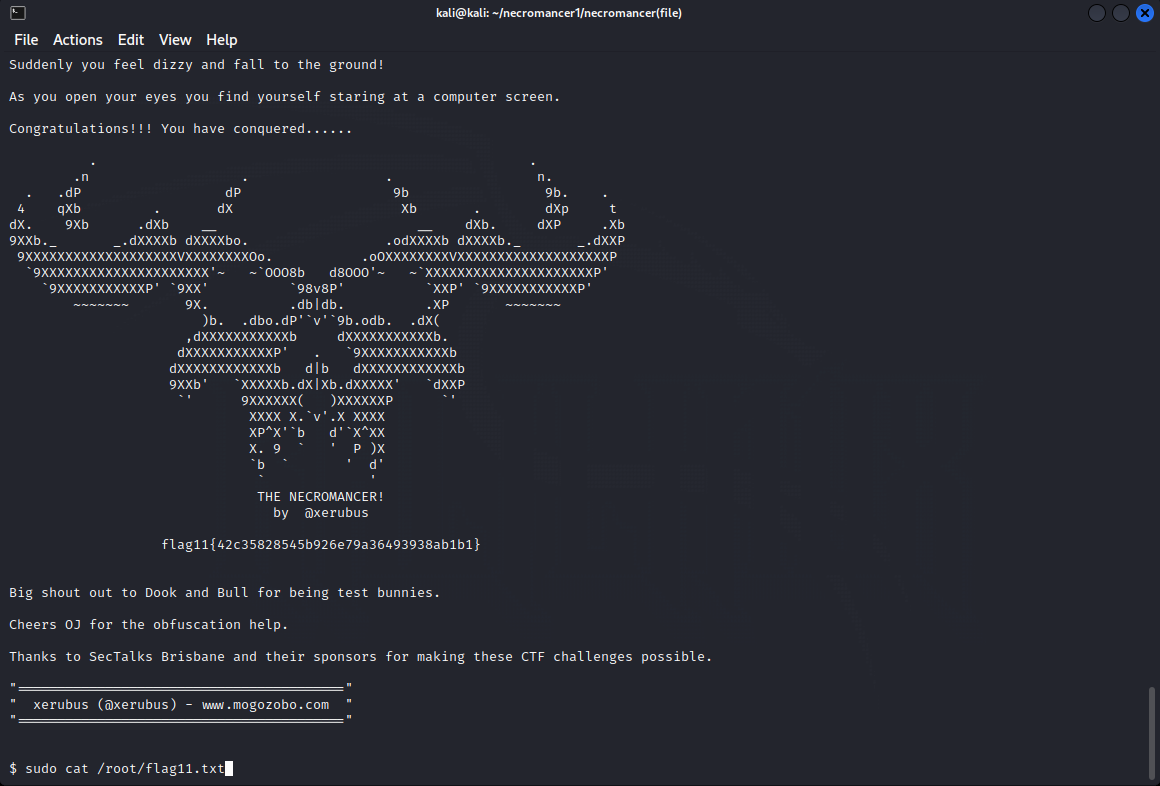 kali@kali: ~/necromancer1/necromancer(file)
File Actions Edit View Help
Suddenly you feel dizzy and fall to the ground!
As you open your eyes you find yourself staring at a computer screen.
Congratulations!!! You have conquered......
          .                                                      .
        .n                   .                 .                  n.
  .   .dP                  dP                   9b                 9b.    .
 4    qXb         .       dX                     Xb       .        dXp     t
dX.    9Xb      .dXb    __                         __    dXb.     dXP     .Xb
9XXb._       _.dXXXXb dXXXXbo.                 .odXXXXb dXXXXb._       _.dXXP
 9XXXXXXXXXXXXXXXXXXXVXXXXXXXXOo.           .oOXXXXXXXXVXXXXXXXXXXXXXXXXXXXP
  `9XXXXXXXXXXXXXXXXXXXXX'~   ~`OOO8b   d8OOO'~   ~`XXXXXXXXXXXXXXXXXXXXXP'
    `9XXXXXXXXXXXP' `9XX'          `98v8P'          `XXP' `9XXXXXXXXXXXP'
        ~~~~~~~       9X.          .db|db.          .XP       ~~~~~~~
                        )b.  .dbo.dP'`v'`9b.odb.  .dX(
                      ,dXXXXXXXXXXXb     dXXXXXXXXXXXb.
                     dXXXXXXXXXXXP'   .   `9XXXXXXXXXXXb
                    dXXXXXXXXXXXXb   d|b   dXXXXXXXXXXXXb
                    9XXb'   `XXXXXb.dX|Xb.dXXXXX'   `dXXP
                     `'      9XXXXXX(   )XXXXXXP      `'
                              XXXX X.`v'.X XXXX
                              XP^X'`b   d'`X^XX
                              X. 9  `   '  P )X
                              `b  `       '  d'
                               `             '
THE NECROMANCER!
by @xerubus
flag11{42c35828545b926e79a36493938ab1b1}
Big shout out to Dook and Bull for being test bunnies.
Cheers OJ for the obfuscation help.
Thanks to SecTalks Brisbane and their sponsors for making these CTF challenges possible.
"========================================="
"  xerubus (@xerubus) - www.mogozobo.com  "
"========================================="
$ sudo cat /root/flag11.txt